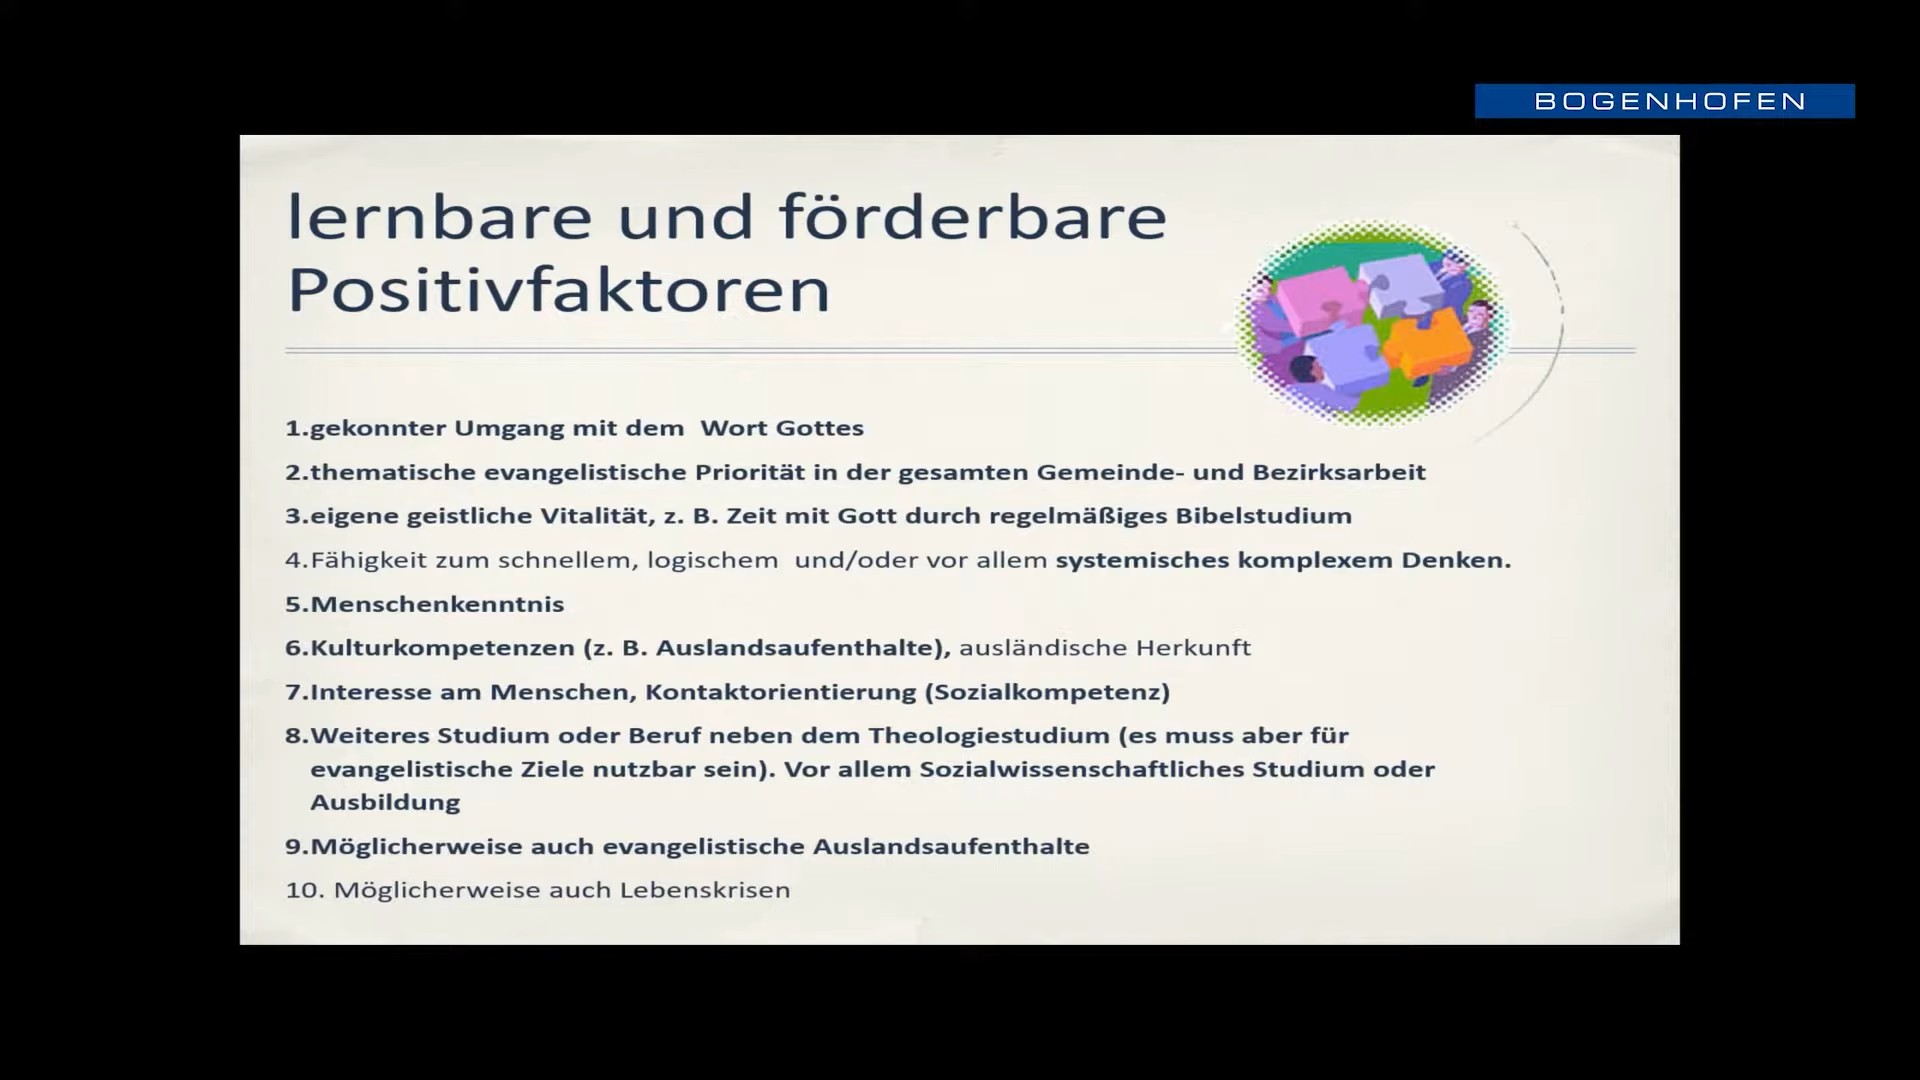 BOGENHOFEN
lernbare und förderbare
Positivfaktoren
1.gekonnter Umgang mit dem  Wort Gottes
2.thematische evangelistische Priorität in der gesamten Gemeinde- und Bezirksarbeit
3.eigene geistliche Vitalität, z. B. Zeit mit Gott durch regelmäßiges Bibelstudium
4.Fähigkeit zum schnellem, logischem  und/oder vor allem systemisches komplexem Denken.
5.Menschenkenntnis
6.Kulturkompetenzen (z. B. Auslandsaufenthalte), ausländische Herkunft
7.Interesse am Menschen, Kontaktorientierung (Sozialkompetenz)
8.Weiteres Studium oder Beruf neben dem Theologiestudium (es muss aber für
evangelistische Ziele nutzbar sein). Vor allem Sozialwissenschaftliches Studium oder
Ausbildung
9.Möglicherweise auch evangelistische Auslandsaufenthalte
10. Möglicherweise auch Lebenskrisen